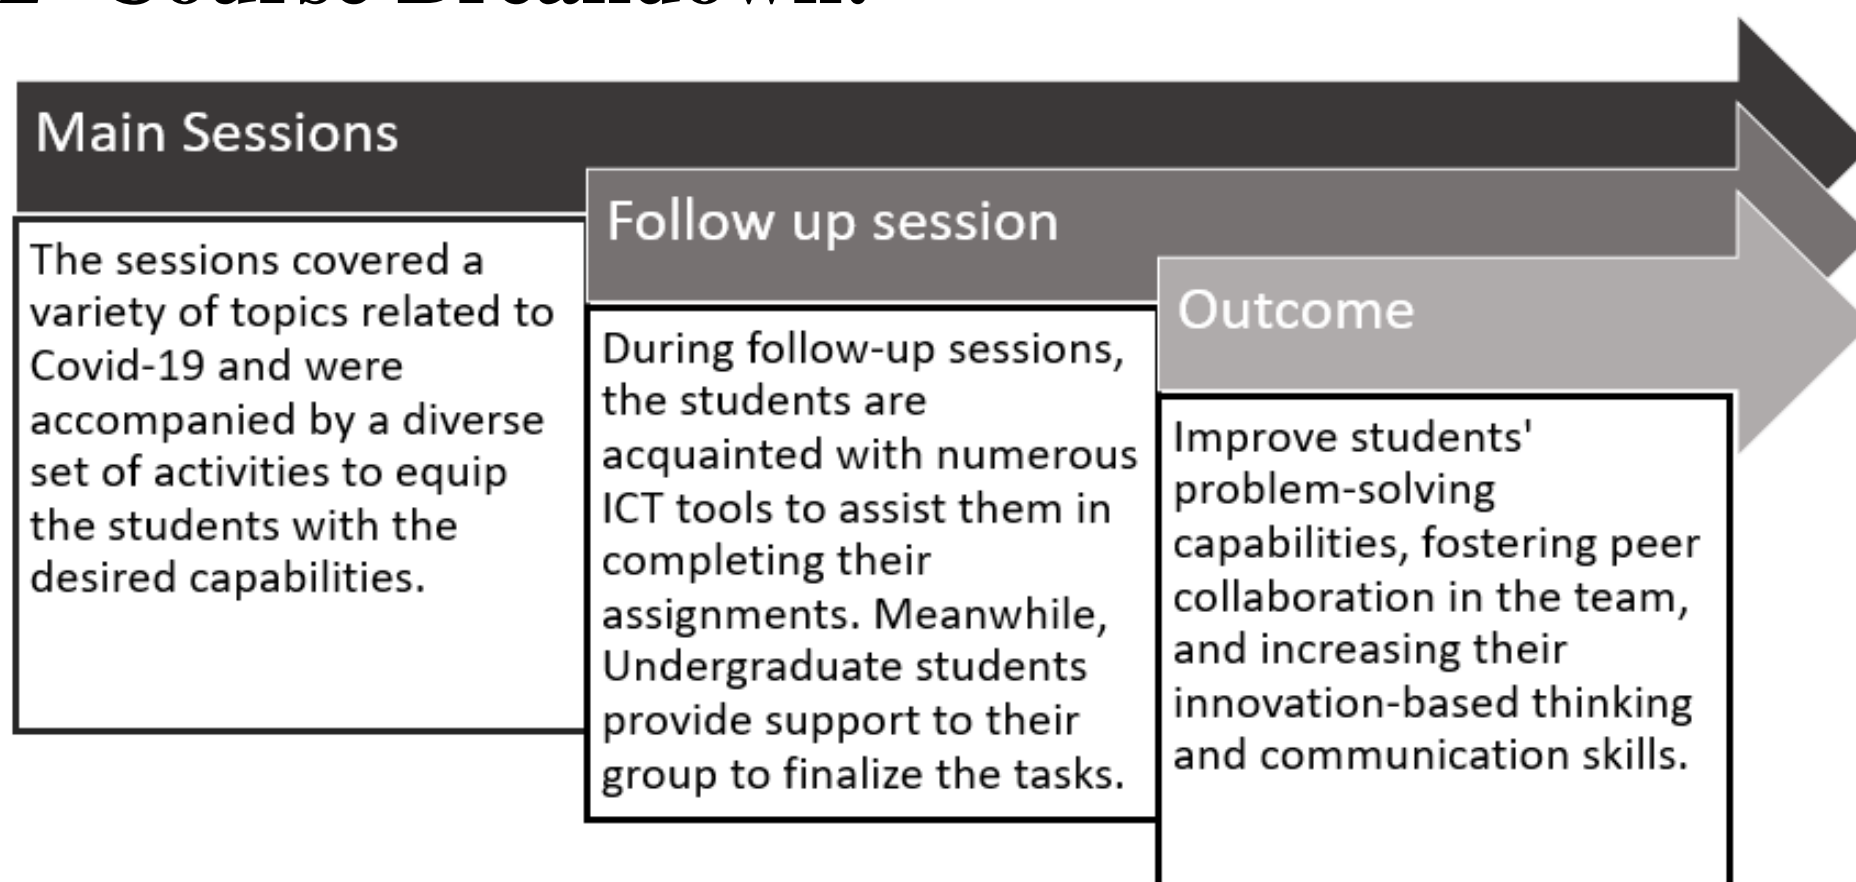 Course Breakdown:
Main Sessions
The sessions covered a
variety of topics related to
Covid-19 and were
accompanied by a diverse
set of activities to equip
the students with the
desired capabilities.
Follow up session
During follow-up sessions,
the students are
acquainted with numerous
ICT tools to assist them in
completing their
assignments. Meanwhile,
Undergraduate students
provide support to their
group to finalize the tasks.
Outcome
Improve students'
problem-solving
capabilities, fostering peer
collaboration in the team,
and increasing their
innovation-based thinking
and communication skills.